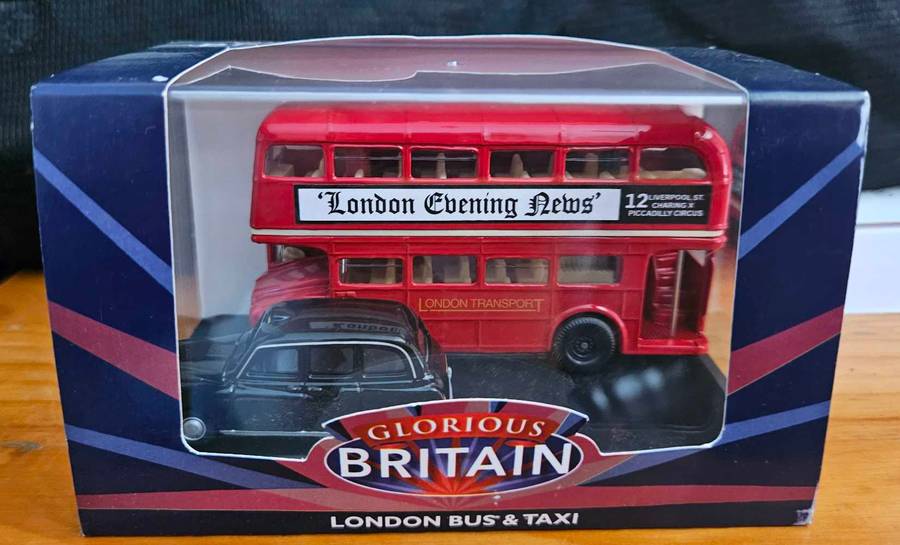 'London Evening News'
12 LIVERPOOL ST.
CHARING X
PICCADILLY CIRCUS
LONDON TRANSPORT
GLORIOUS
BRITAIN
LONDON BUS & TAXI